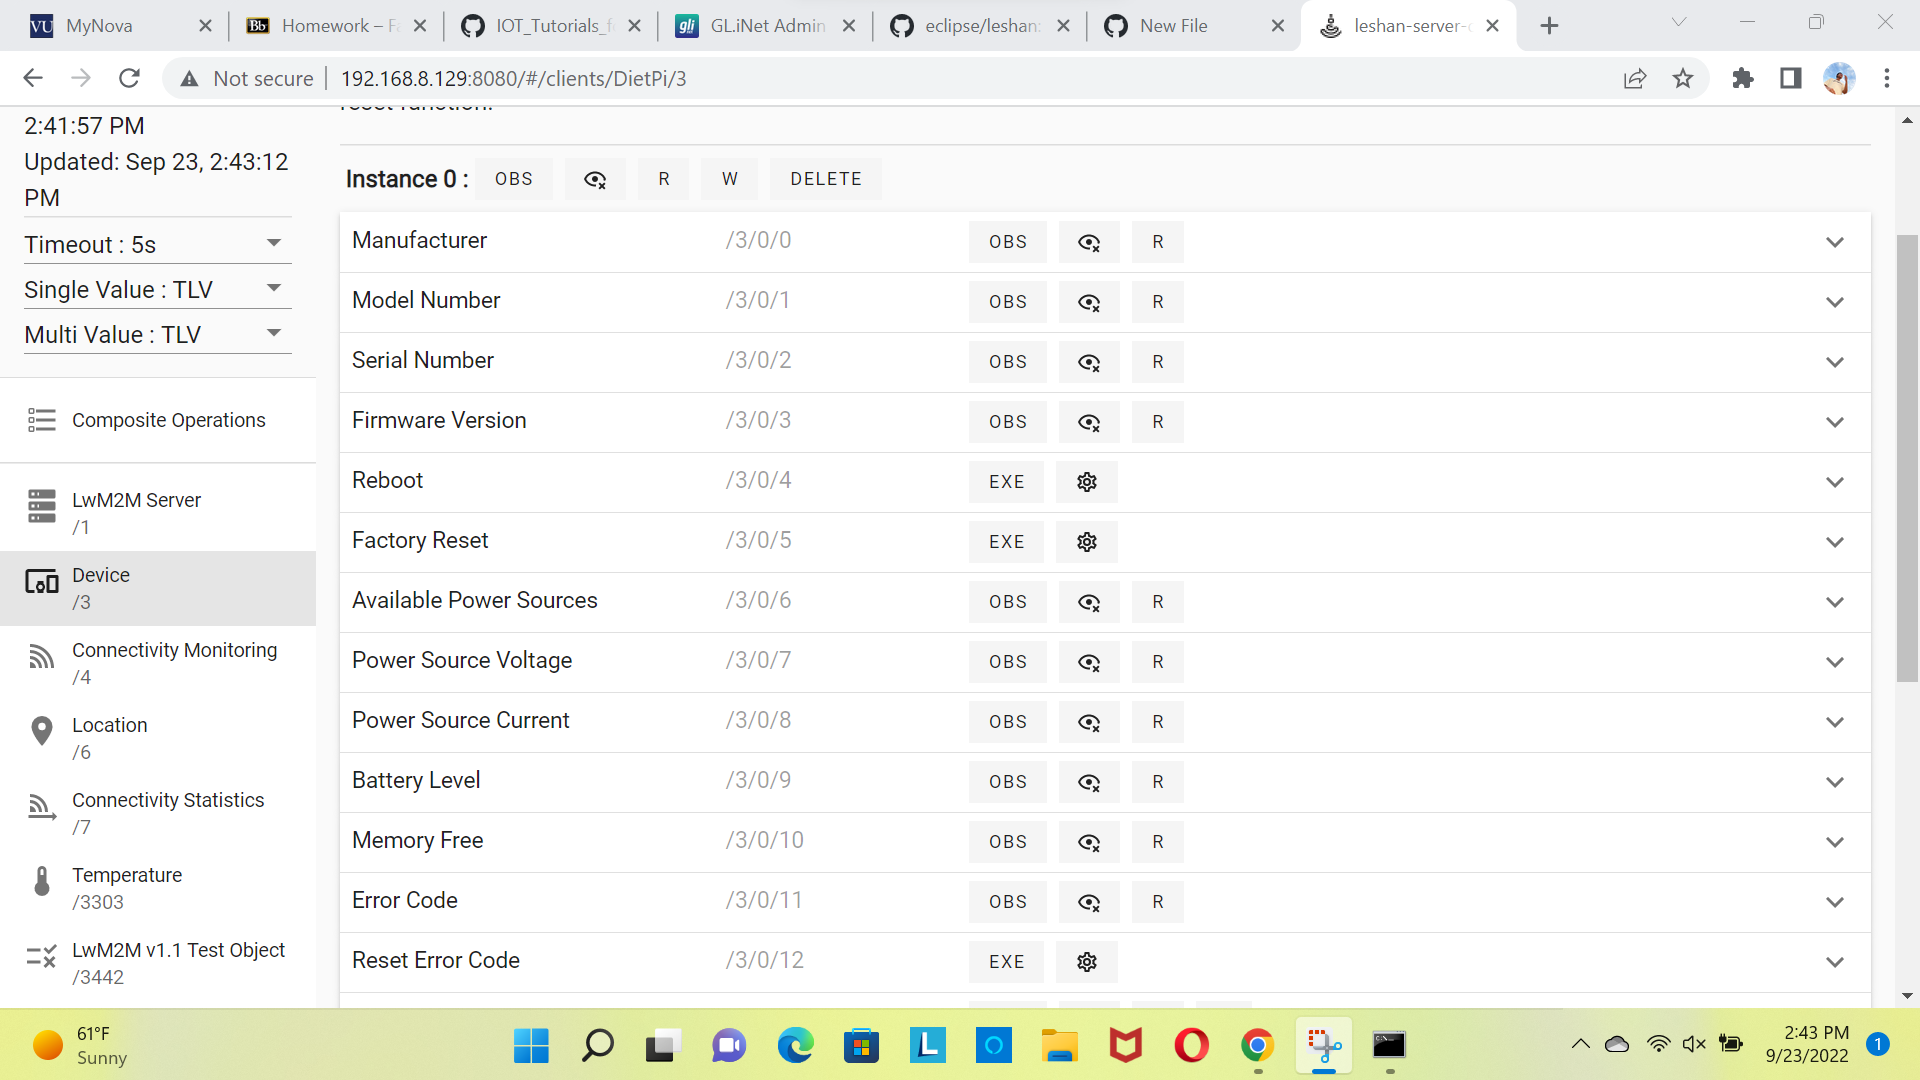 MyNova
Homework – Fa
IOT_Tutorials_f
GL.iNet Admin
eclipse/leshan:
New File
leshan-server-d
Not secure
192.168.8.129:8080/#/clients/DietPi/3
reset function.
2:41:57 PM
Updated: Sep 23, 2:43:12
PM
Timeout : 5s
Single Value : TLV
Multi Value : TLV
Composite Operations
LwM2M Server
/1
Device
/3
Connectivity Monitoring
/4
Location
/6
Connectivity Statistics
/7
Temperature
/3303
LwM2M v1.1 Test Object
/3442
Instance 0 : OBS R W DELETE
Manufacturer /3/0/0 OBS R
Model Number /3/0/1 OBS R
Serial Number /3/0/2 OBS R
Firmware Version /3/0/3 OBS R
Reboot /3/0/4 EXE
Factory Reset /3/0/5 EXE
Available Power Sources /3/0/6 OBS R
Power Source Voltage /3/0/7 OBS R
Power Source Current /3/0/8 OBS R
Battery Level /3/0/9 OBS R
Memory Free /3/0/10 OBS R
Error Code /3/0/11 OBS R
Reset Error Code /3/0/12 EXE
61°F
Sunny
2:43 PM
9/23/2022
1